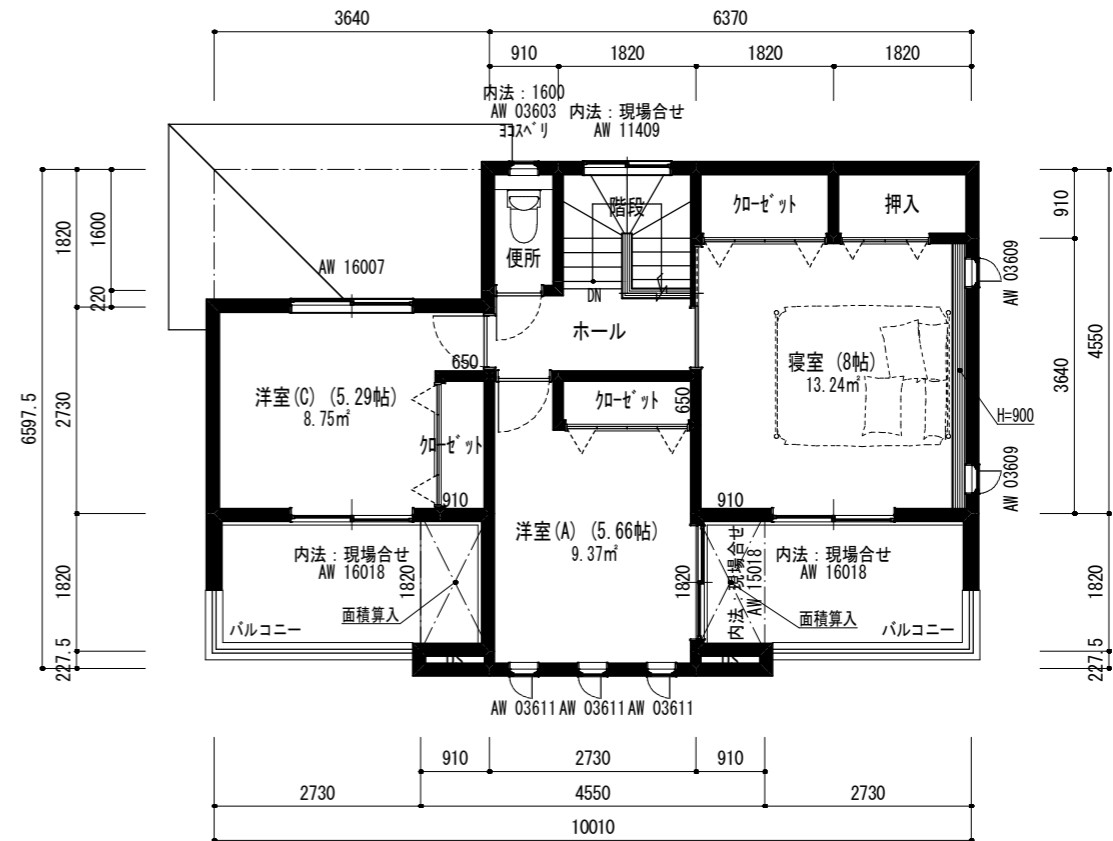 3640
6370
910
1820
1820
1820
内法：1600
AW 03603
ﾖｺｽﾍﾞﾘ
内法：現場合せ
AW 11409
1820
1600
220
AW 16007
便所
階段
DN
ｸﾛｰｾﾞｯﾄ
押入
910
AW 03609
ホール
650
洋室(C) (5.29帖)
8.75㎡
ｸﾛｰｾﾞｯﾄ
ｸﾛｰｾﾞｯﾄ
650
寝室 (8帖)
13.24㎡
H=900
3640
4550
6597.5
2730
910
910
AW 03609
洋室(A) (5.66帖)
9.37㎡
内法：現場合せ
AW 16018
1820
面積算入
バルコニー
1820
227.5
1820
内法：現場合せ
AW 15018
内法：現場合せ
AW 16018
面積算入
バルコニー
1820
227.5
AW 03611
AW 03611
AW 03611
910
2730
910
2730
4550
2730
10010